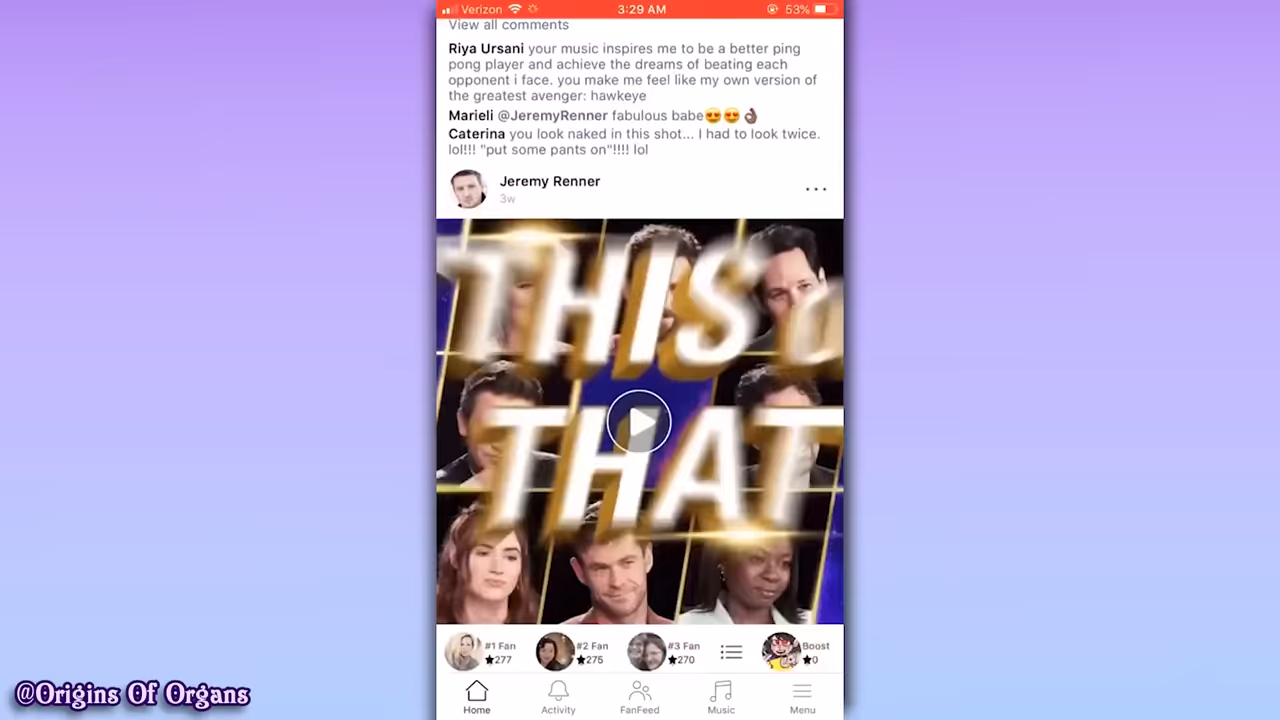 Verizon 3:29 AM 53%
View all comments
Riya Ursani your music inspires me to be a better ping
pong player and achieve the dreams of beating each
opponent i face. you make me feel like my own version of
the greatest avenger: hawkeye
Marieli @JeremyRenner fabulous babe😍😍👌🏾
Caterina you look naked in this shot... I had to look twice.
lol!!! "put some pants on"!!!! lol
Jeremy Renner
3w
THIS
THAT
#1 Fan #2 Fan #3 Fan Boost
★277 ★275 ★270 ★0
Home Activity FanFeed Music Menu
@Origins Of Organs